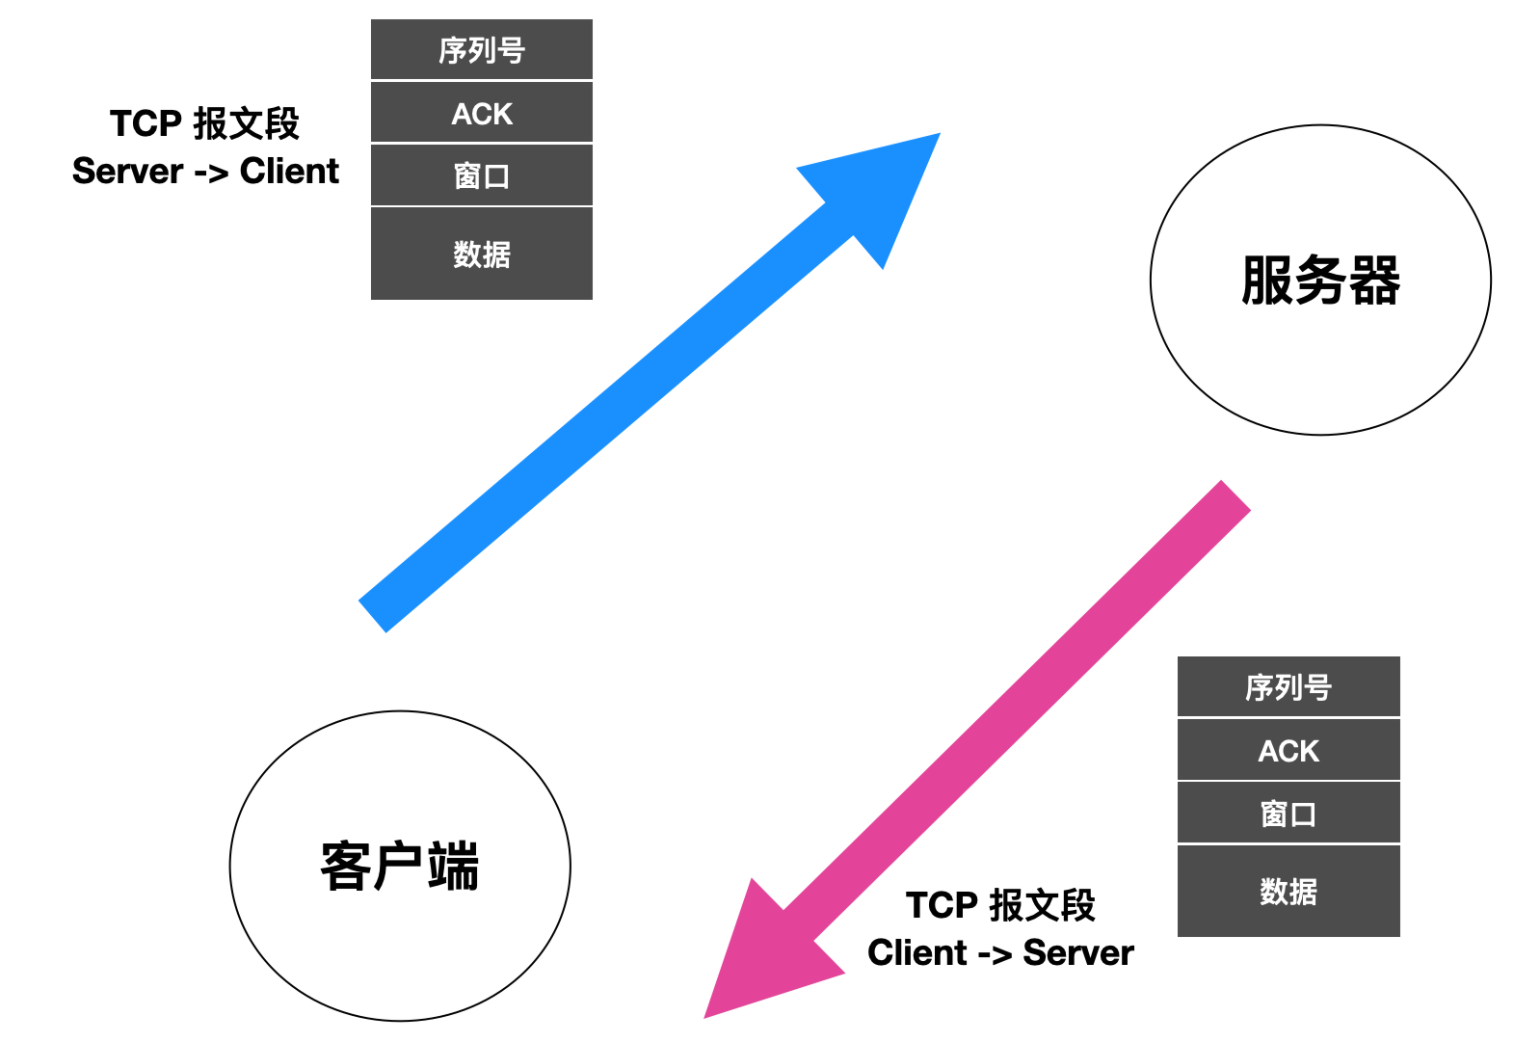 序列号
ACK
窗口
数据
TCP 报文段
Server -> Client
服务器
客户端
TCP 报文段
Client -> Server
序列号
ACK
窗口
数据